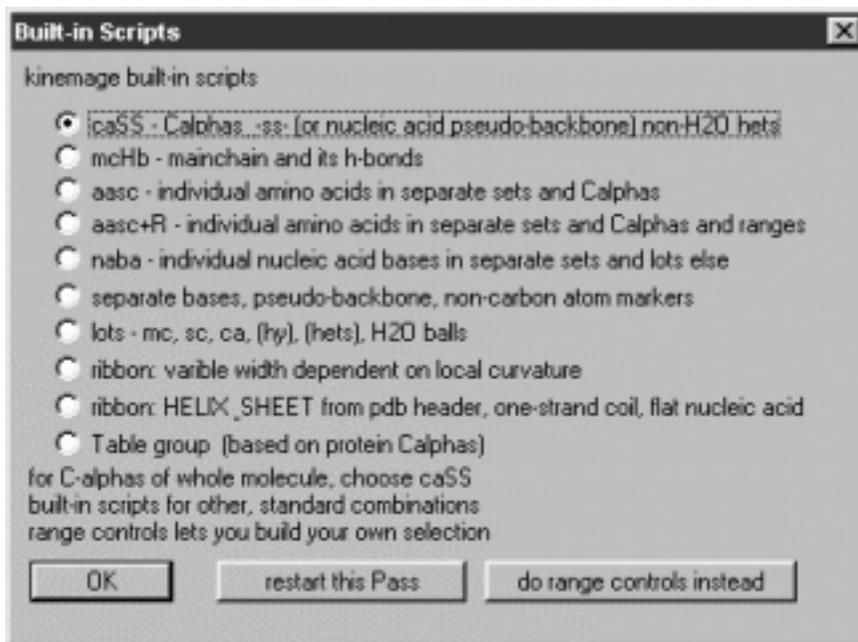 Built-in Scripts
kinemage built-in scripts
caSS - Calphas -ss- (or nucleic acid pseudo-backbone) non-H2O hets
mcHb - mainchain and its h-bonds
aasc - individual amino acids in separate sets and Calphas
aasc+R - individual amino acids in separate sets and Calphas and ranges
naba - individual nucleic acid bases in separate sets and lots else
separate bases, pseudo-backbone, non-carbon atom markers
lots - mc, sc, ca, (hy), (hets), H2O balls
ribbon: varible width dependent on local curvature
ribbon: HELIX_SHEET from pdb header, one-strand coil, flat nucleic acid
Table group (based on protein Calphas)
for C-alphas of whole molecule, choose caSS
built-in scripts for other, standard combinations
range controls lets you build your own selection
OK restart this Pass do range controls instead